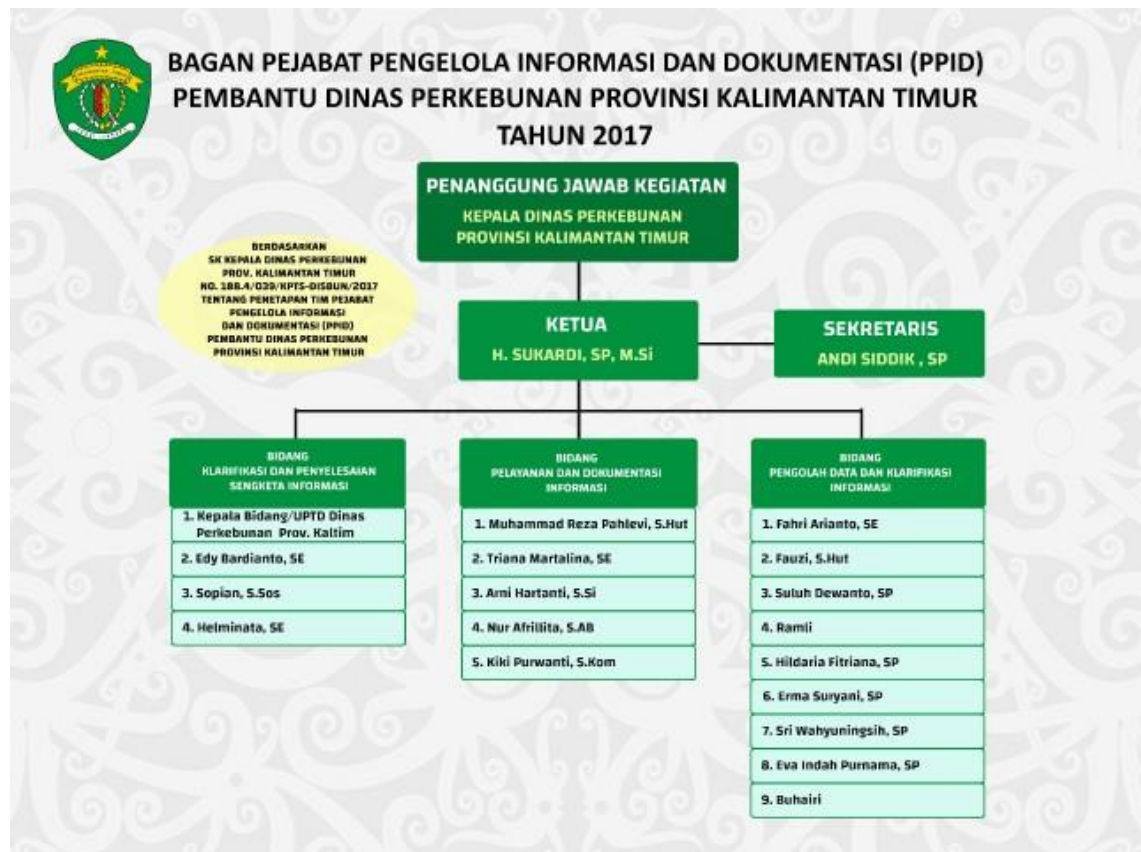 BAGAN PEJABAT PENGELOLA INFORMASI DAN DOKUMENTASI (PPID)
PEMBANTU DINAS PERKEBUNAN PROVINSI KALIMANTAN TIMUR
TAHUN 2017
PENANGGUNG JAWAB KEGIATAN
KEPALA DINAS PERKEBUNAN
PROVINSI KALIMANTAN TIMUR
BERDASARKAN
SK KEPALA DINAS PERKEBUNAN
PROV. KALIMANTAN TIMUR
NO. 188.4/039/KPTS-DISBUN/2017
TENTANG PENETAPAN TIM PEJABAT
PENGELOLA INFORMASI
DAN DOKUMENTASI (PPID)
PEMBANTU DINAS PERKEBUNAN
PROVINSI KALIMANTAN TIMUR
KETUA
H. SUKARDI, SP, M.Si
SEKRETARIS
ANDI SIDDIK , SP
BIDANG
KLARIFIKASI DAN PENYELESAIAN
SENGKETA INFORMASI
1. Kepala Bidang/UPTD Dinas
Perkebunan Prov. Kaltim
2. Edy Bardianto, SE
3. Sopian, S.Sos
4. Helminata, SE
BIDANG
PELAYANAN DAN DOKUMENTASI
INFORMASI
1. Muhammad Reza Pahlevi, S.Hut
2. Triana Martalina, SE
3. Arni Hartanti, S.Si
4. Nur Afrillita, S.AB
5. Kiki Purwanti, S.Kom
BIDANG
PENGOLAH DATA DAN KLARIFIKASI
INFORMASI
1. Fahri Arianto, SE
2. Fauzi, S.Hut
3. Suluh Dewanto, SP
4. Ramli
5. Hildaria Fitriana, SP
6. Erma Suryani, SP
7. Sri Wahyuningsih, SP
8. Eva Indah Purnama, SP
9. Buhairi